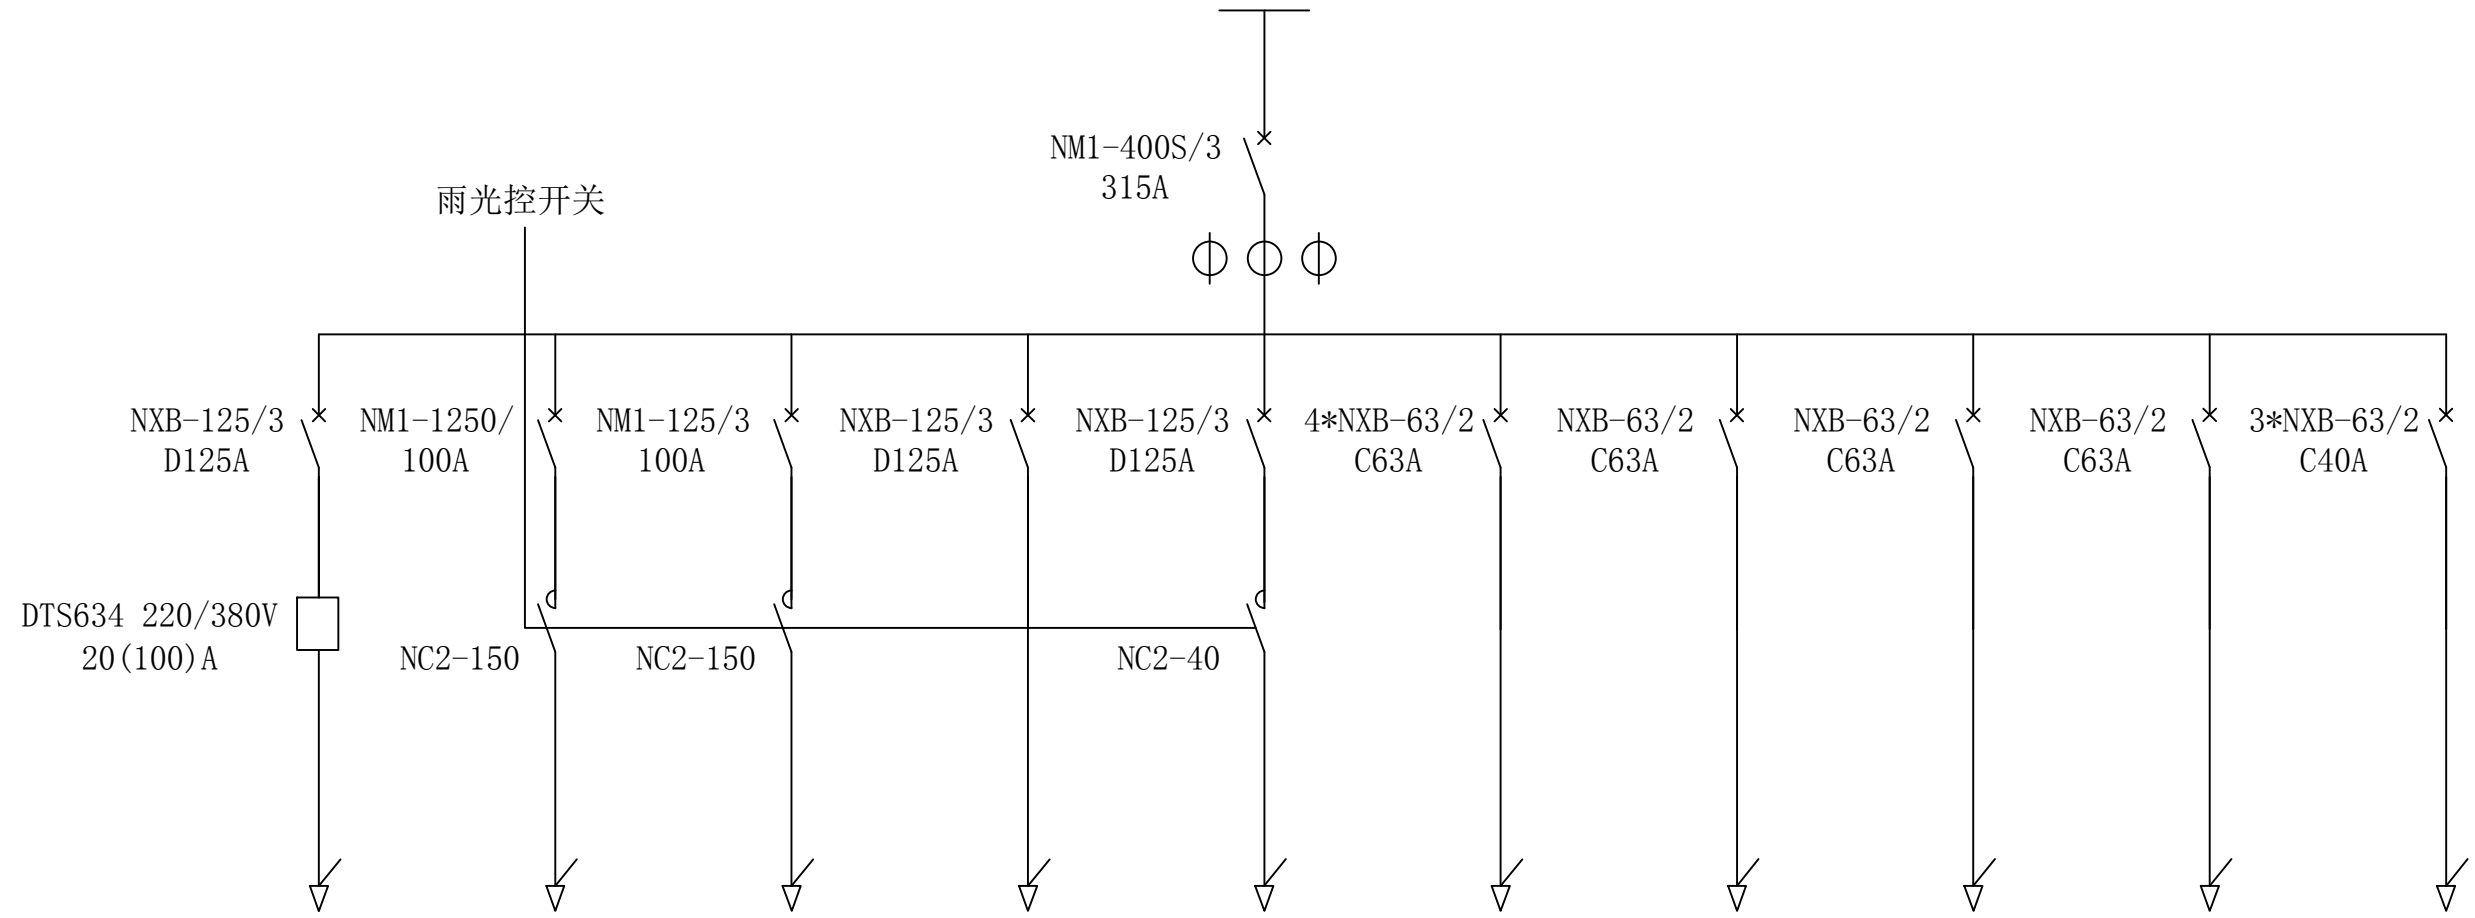 NM1-400S/3
315A
雨光控开关
NXB-125/3
D125A
NM1-1250/
100A
NM1-125/3
100A
NXB-125/3
D125A
NXB-125/3
D125A
4*NXB-63/2
C63A
NXB-63/2
C63A
NXB-63/2
C63A
NXB-63/2
C63A
3*NXB-63/2
C40A
DTS634 220/380V
20(100)A
NC2-150
NC2-150
NC2-40